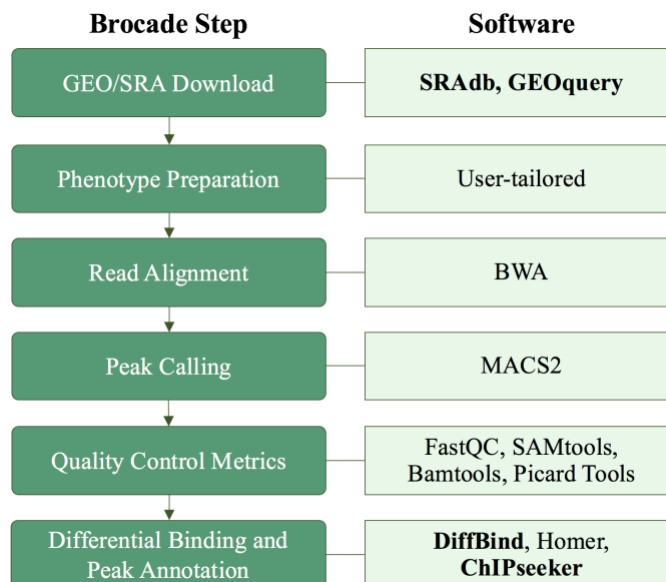 Brocade Step Software
GEO/SRA Download SRAdb, GEOquery
Phenotype Preparation User-tailored
Read Alignment BWA
Peak Calling MACS2
Quality Control Metrics
FastQC, SAMtools,
Bamtools, Picard Tools
Differential Binding and
Peak Annotation
DiffBind, Homer,
ChIPseeker